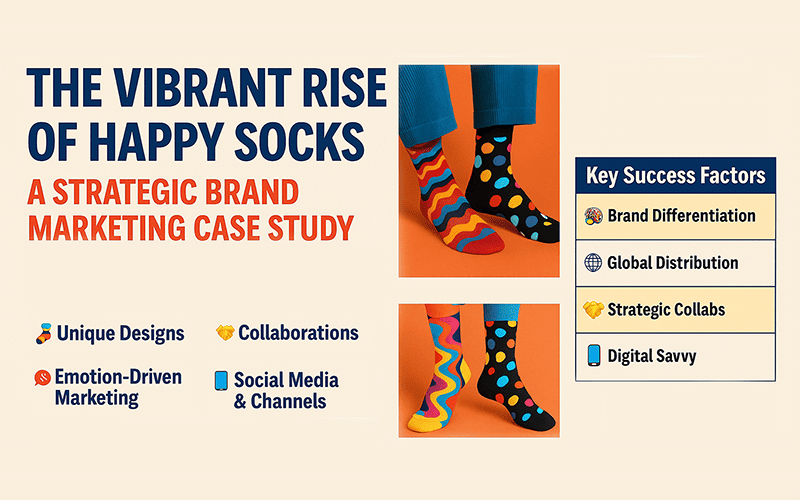 THE VIBRANT RISE
OF HAPPY SOCKS
A STRATEGIC BRAND
MARKETING CASE STUDY
Unique Designs
Collaborations
Emotion-Driven
Marketing
Social Media
& Channels
Key Success Factors
Brand Differentiation
Global Distribution
Strategic Collabs
Digital Savvy